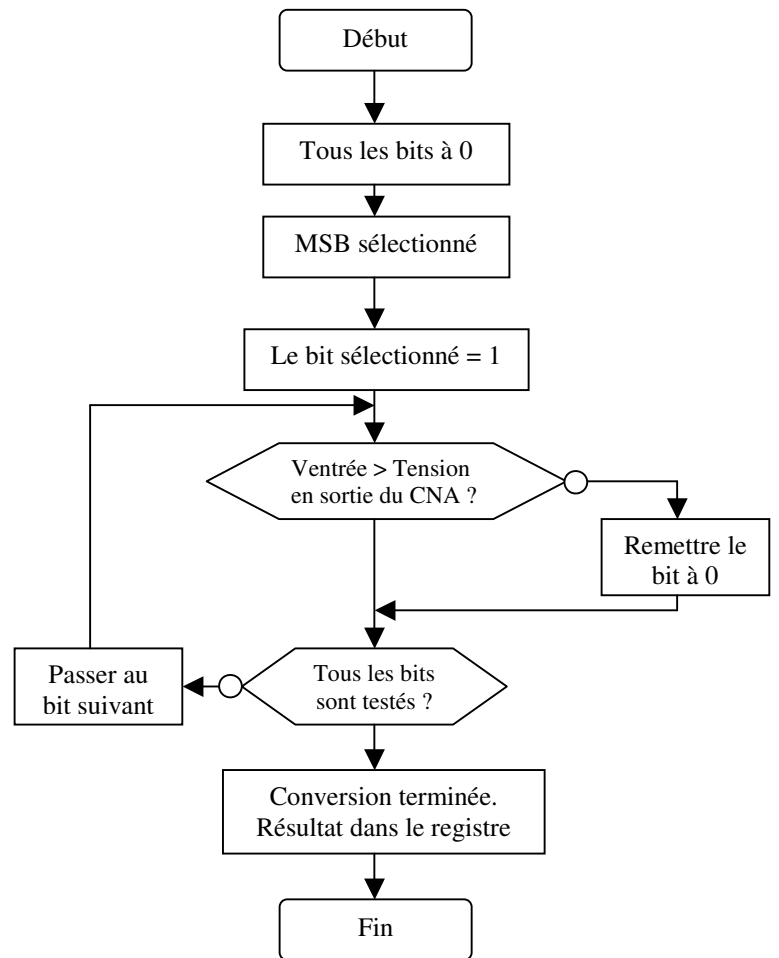 Début
Tous les bits à 0
MSB sélectionné
Le bit sélectionné = 1
Ventrée > Tension
en sortie du CNA ?
Remettre le
bit à 0
Passer au
bit suivant
Tous les bits
sont testés ?
Conversion terminée.
Résultat dans le registre
Fin